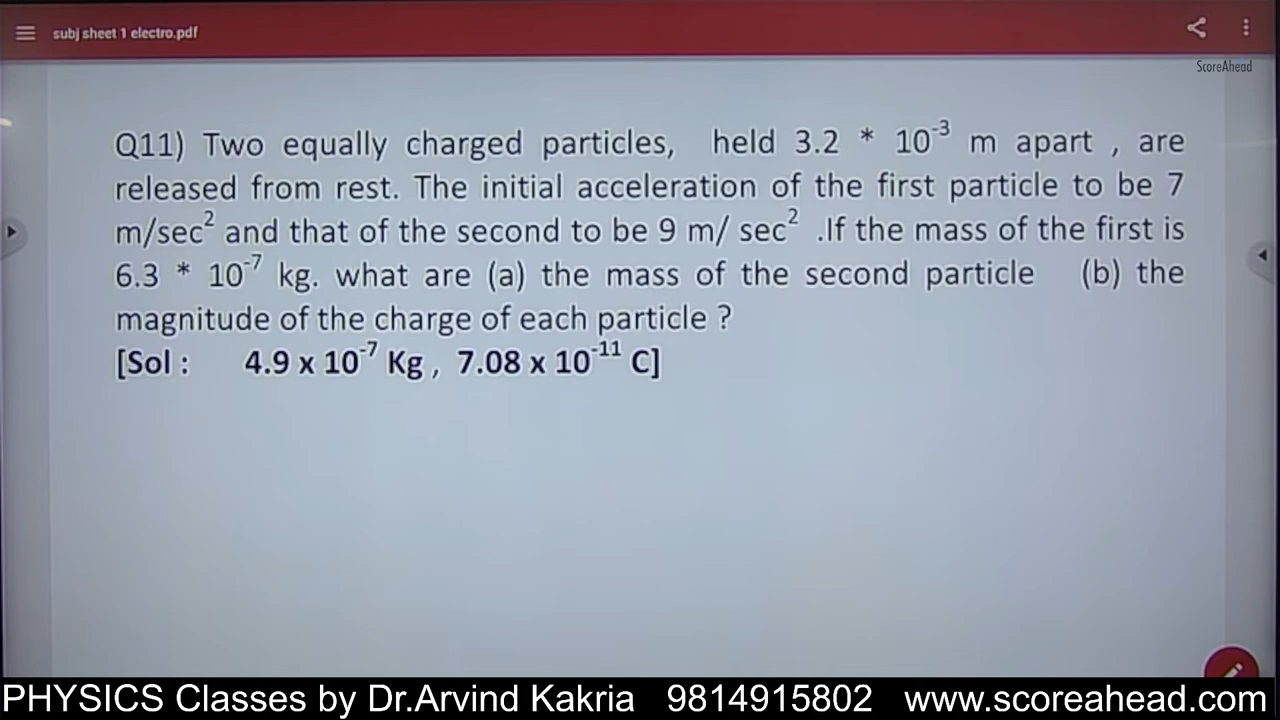 subj sheet 1 electro.pdf
ScoreAhead
Q11) Two equally charged particles, held 3.2 * 10⁻³ m apart , are
released from rest. The initial acceleration of the first particle to be 7
m/sec² and that of the second to be 9 m/ sec² .If the mass of the first is
6.3 * 10⁻⁷ kg. what are (a) the mass of the second particle (b) the
magnitude of the charge of each particle ?
[Sol : 4.9 x 10⁻⁷ Kg , 7.08 x 10⁻¹¹ C]
PHYSICS Classes by Dr.Arvind Kakria 9814915802 www.scoreahead.com